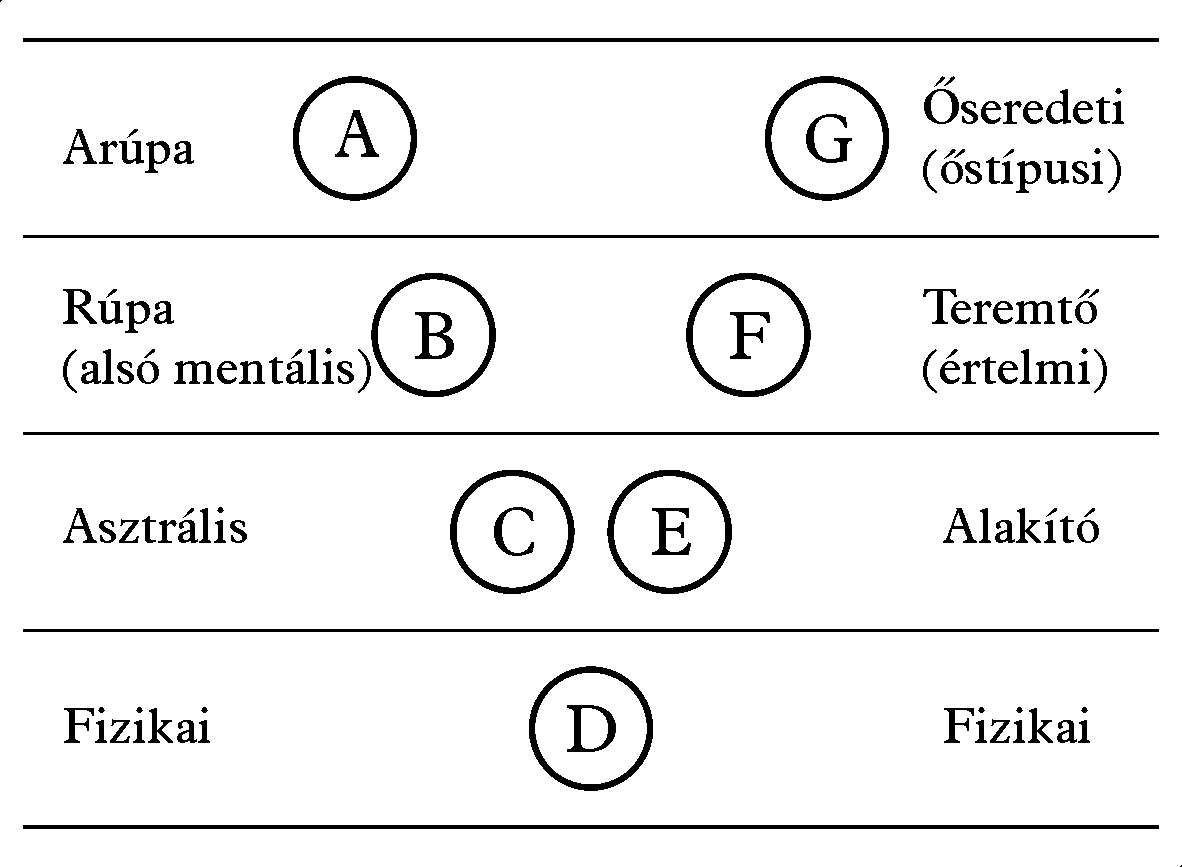 Arúpa A G Őseredeti
(őstípusi)
Rúpa
(alsó mentális) B F Teremtő
(értelmi)
Asztrális C E Alakító
Fizikai D Fizikai